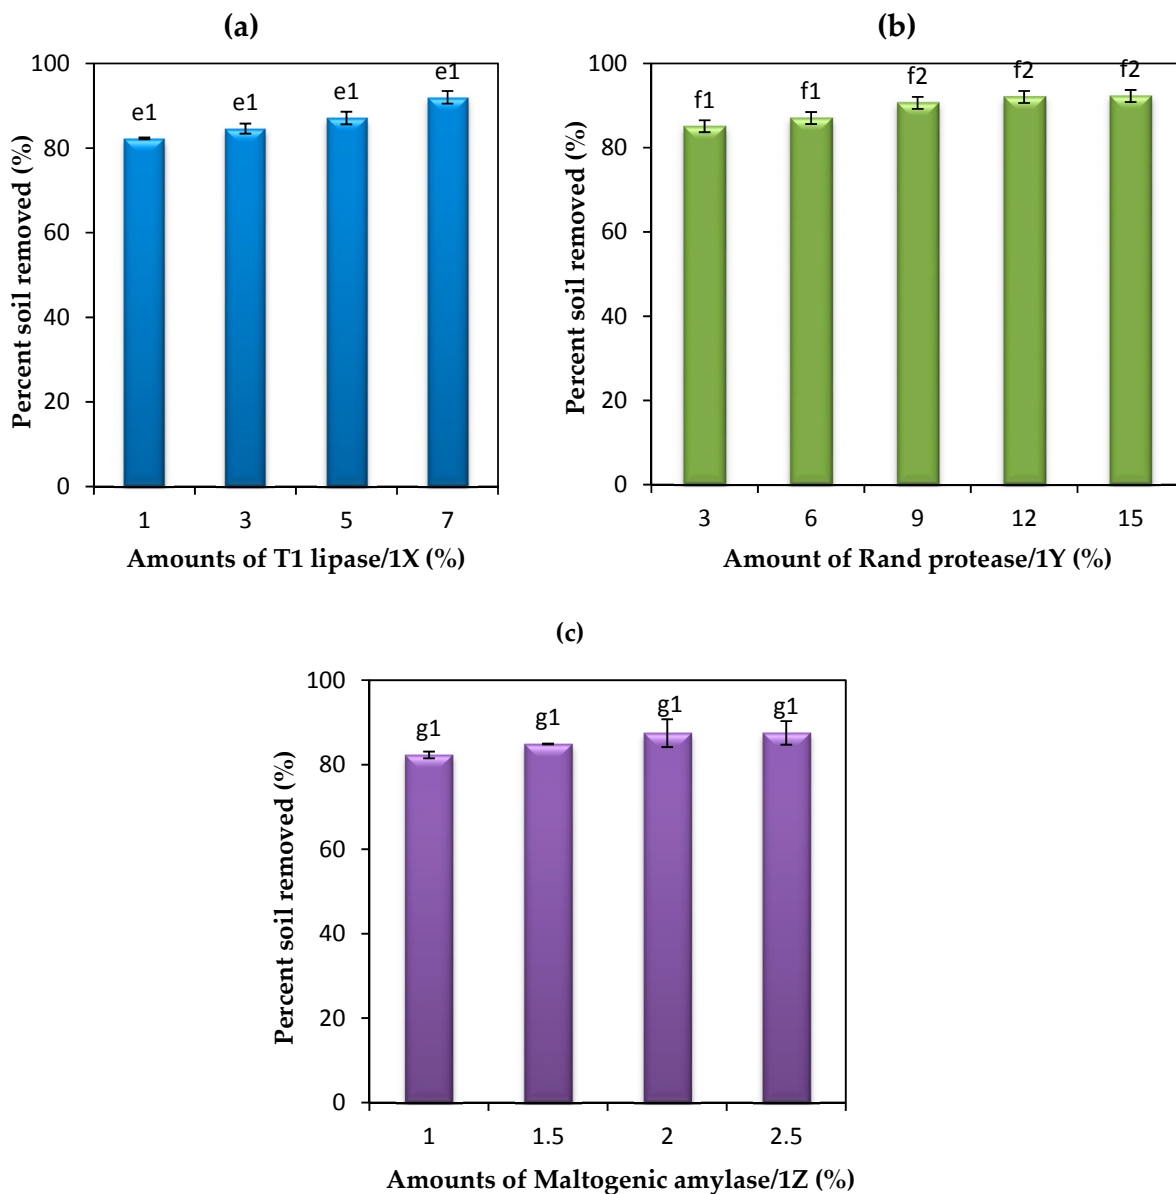 (a)
100
80
60
40
20
0
e1
e1
e1
e1
1 3 5 7
Percent soil removed (%)
Amounts of T1 lipase/1X (%)
(b)
100
80
60
40
20
0
f1
f1
f2
f2
f2
3 6 9 12 15
Percent soil removed (%)
Amount of Rand protease/1Y (%)
(c)
100
80
60
40
20
0
g1
g1
g1
g1
1 1.5 2 2.5
Percent soil removed (%)
Amounts of Maltogenic amylase/1Z (%)